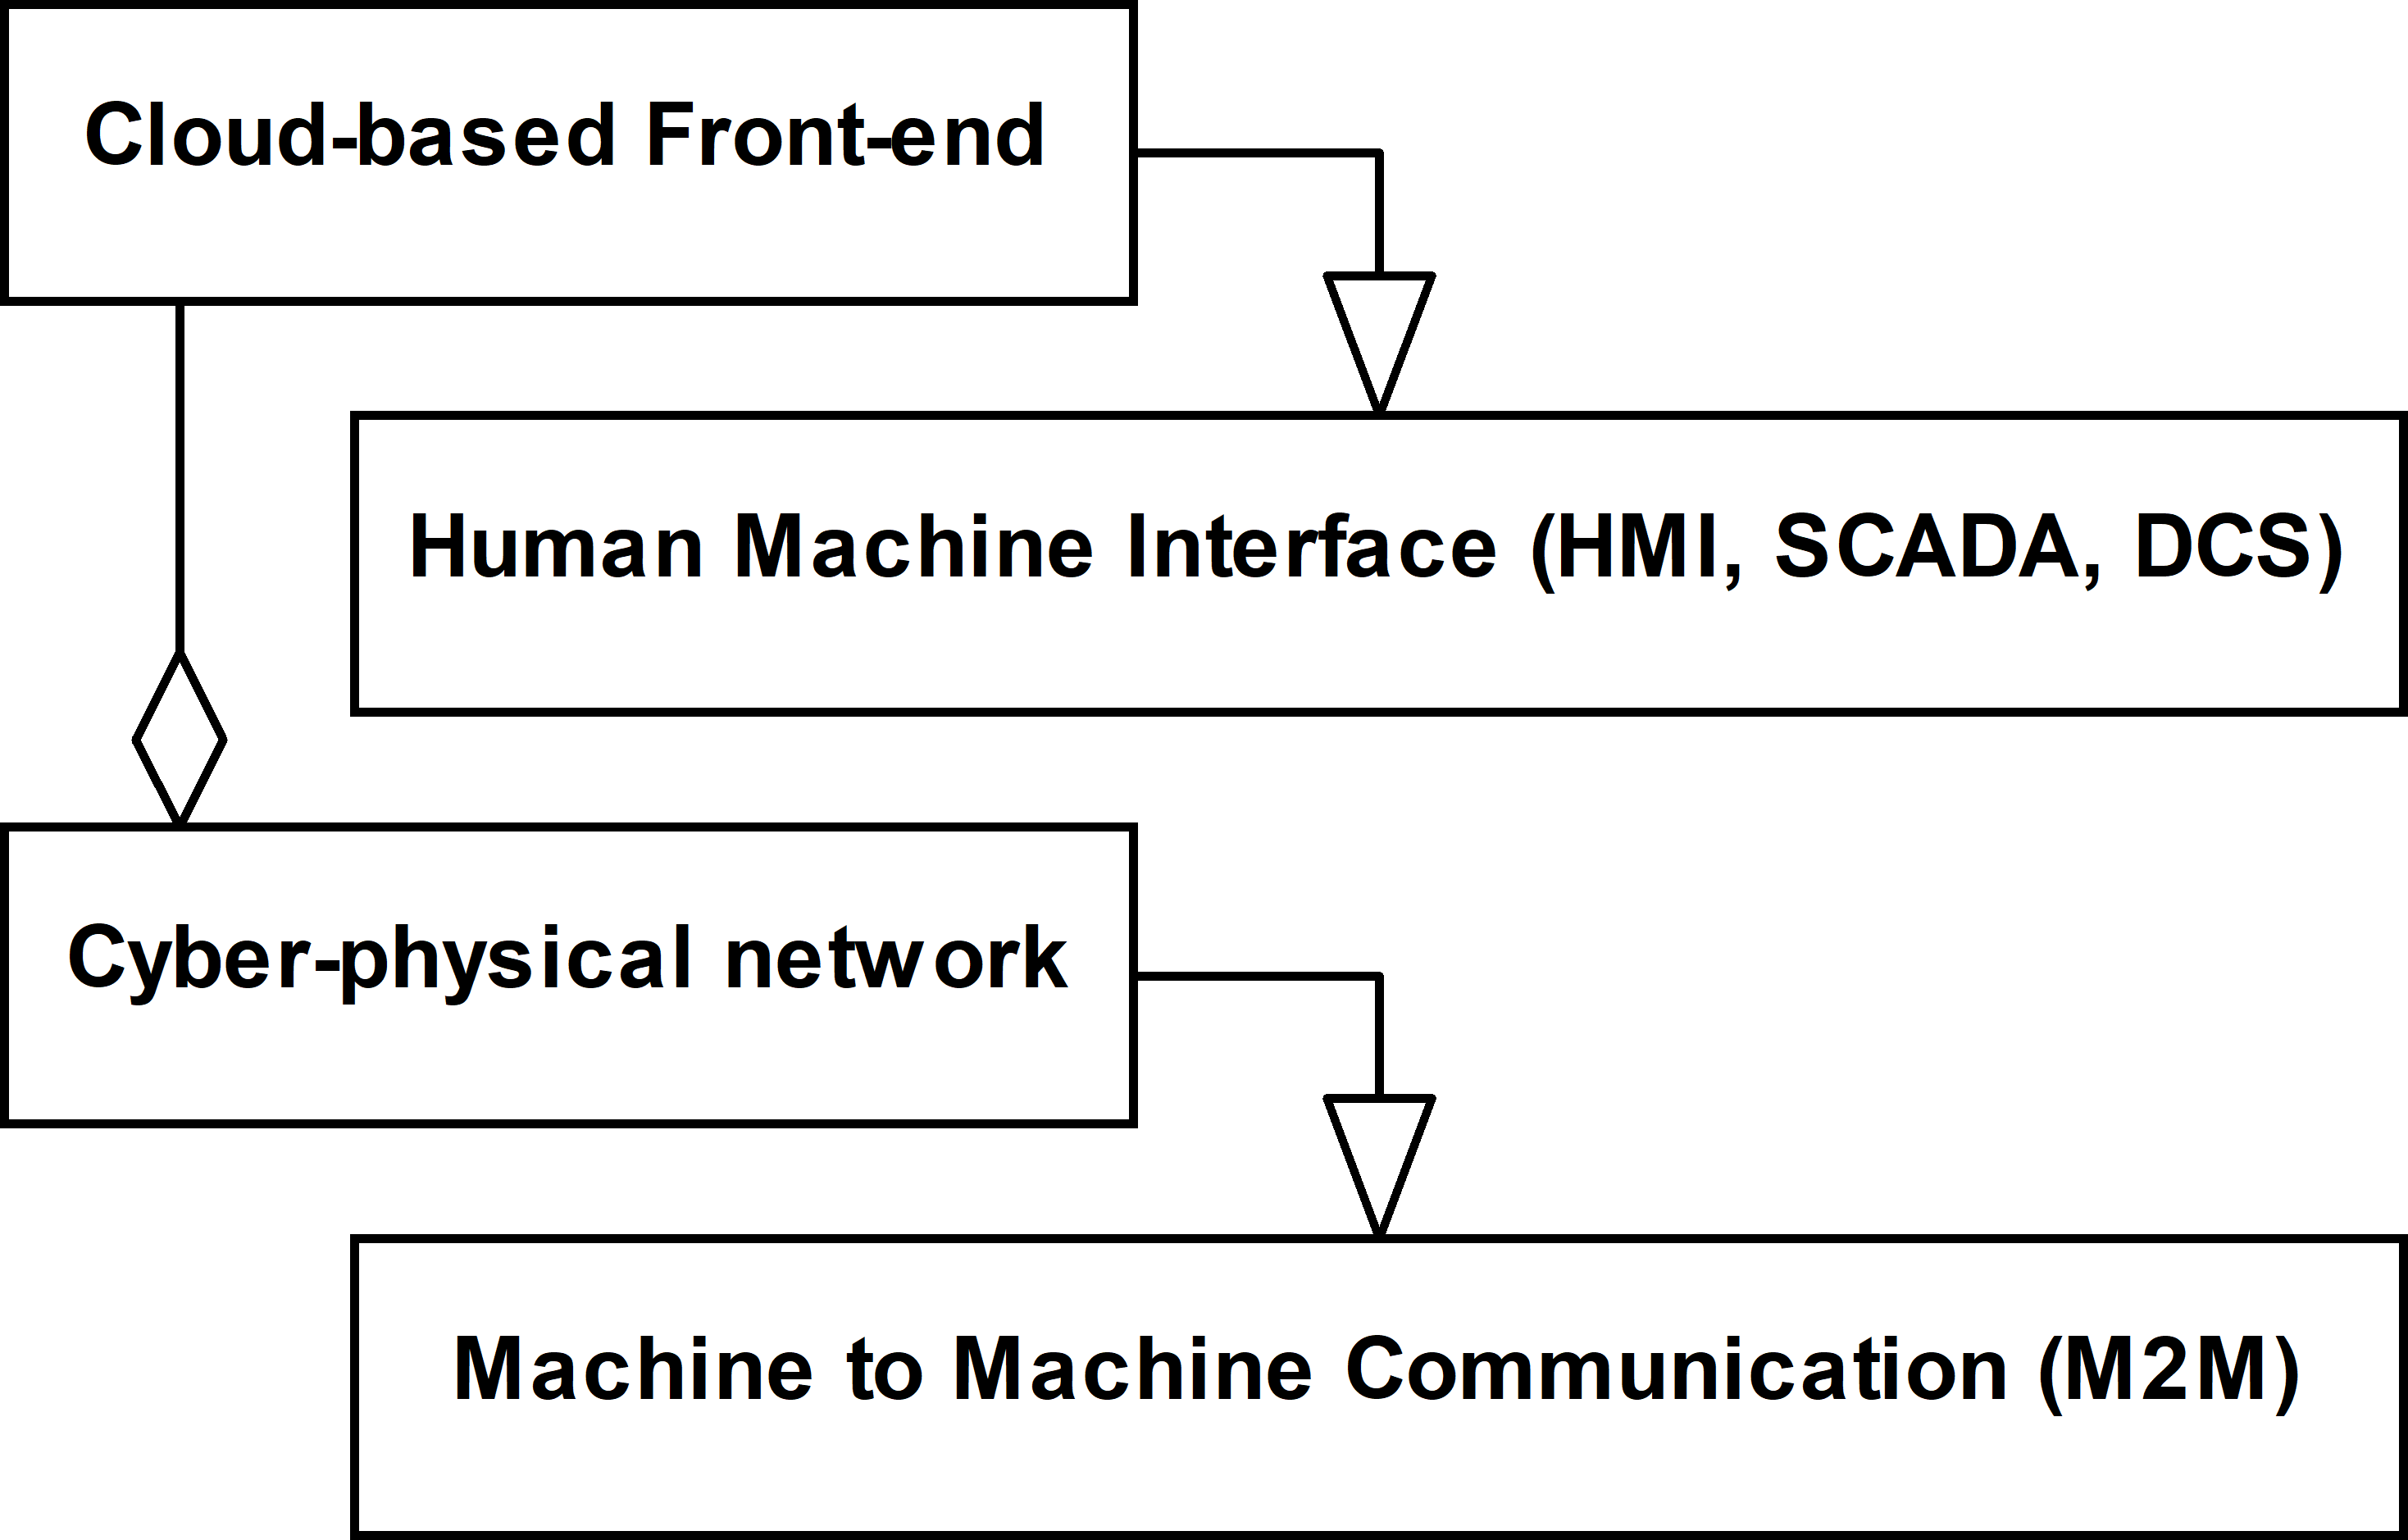 Cloud-based Front-end
Human Machine Interface (HMI, SCADA, DCS)
Cyber-physical network
Machine to Machine Communication (M2M)